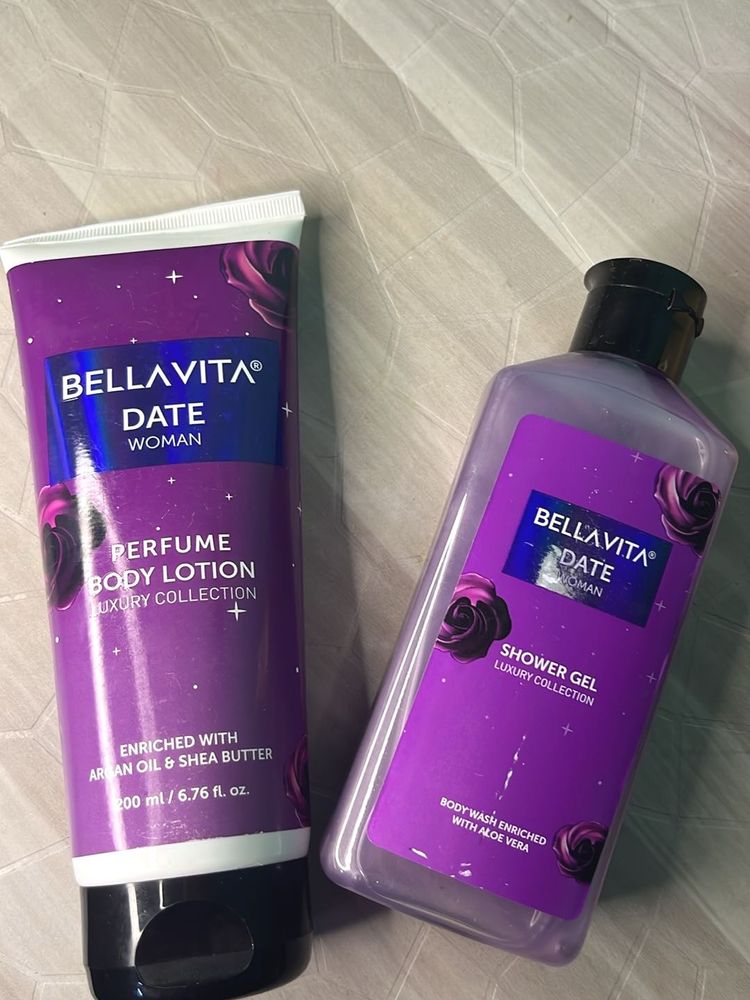 BELLAVITA®
DATE
WOMAN
PERFUME
BODY LOTION
LUXURY COLLECTION
ENRICHED WITH
ARGAN OIL & SHEA BUTTER
200 ml / 6.76 fl. oz.
BELLAVITA®
DATE
WOMAN
SHOWER GEL
LUXURY COLLECTION
BODY WASH ENRICHED
WITH ALOE VERA